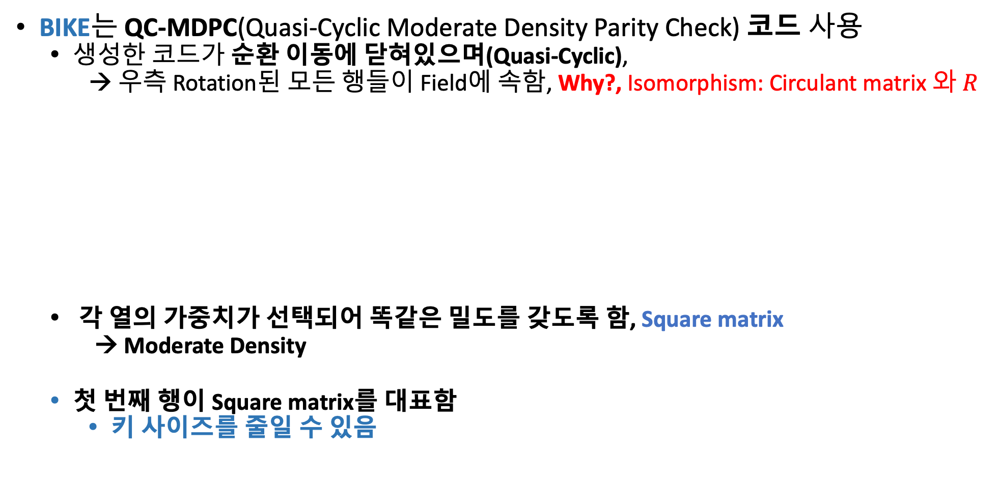 • BIKE는 QC-MDPC(Quasi-Cyclic Moderate Density Parity Check) 코드 사용
• 생성한 코드가 순환 이동에 닫혀있으며(Quasi-Cyclic),
→ 우측 Rotation된 모든 행들이 Field에 속함, Why?, Isomorphism: Circulant matrix 와 R
• 각 열의 가중치가 선택되어 똑같은 밀도를 갖도록 함, Square matrix
→ Moderate Density
• 첫 번째 행이 Square matrix를 대표함
• 키 사이즈를 줄일 수 있음